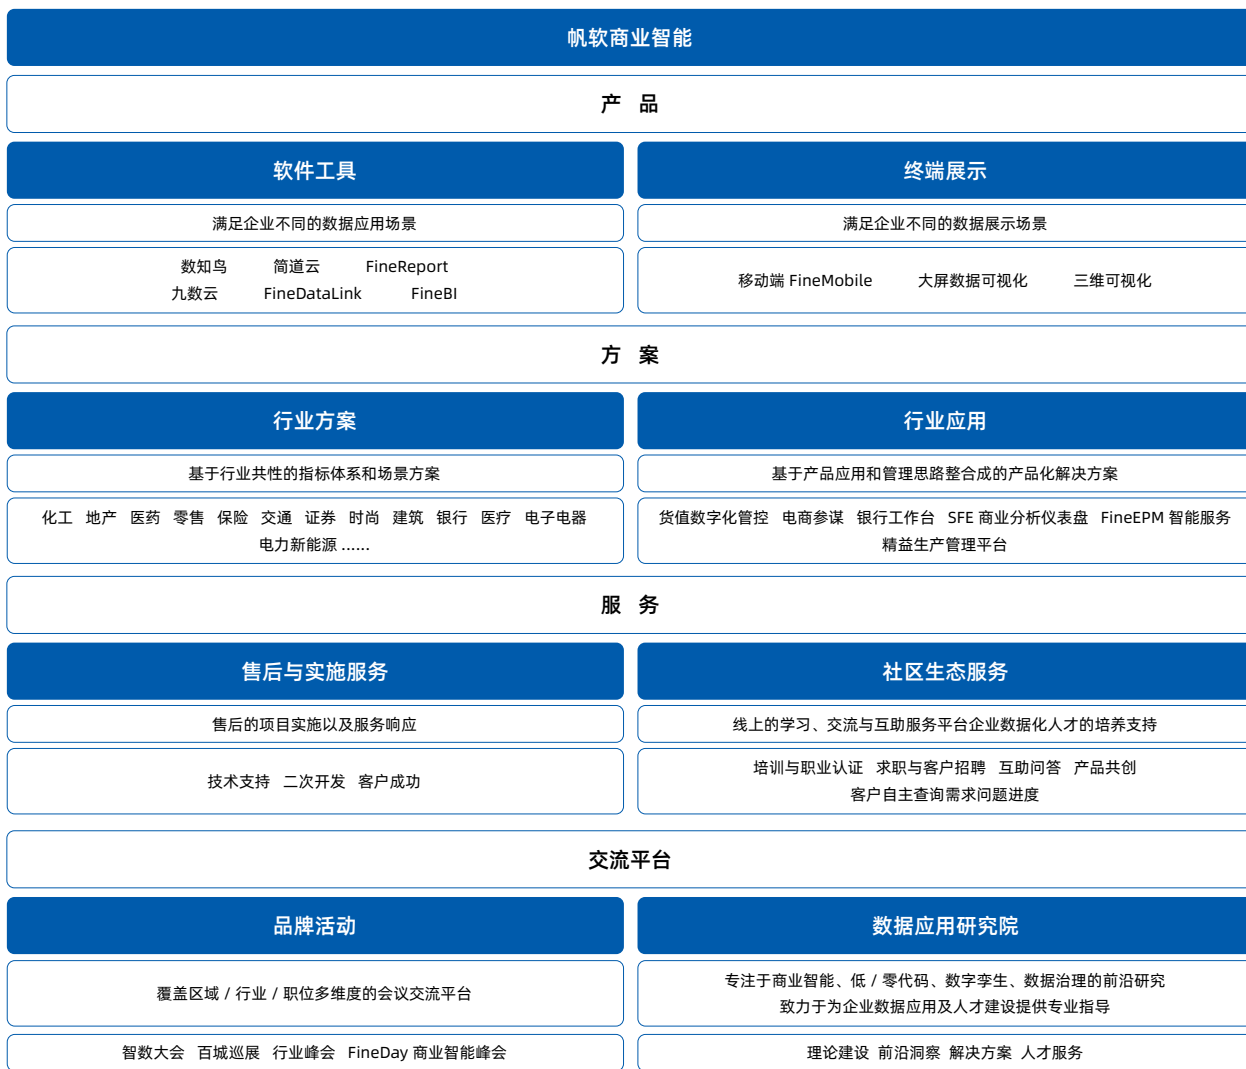 帆软商业智能
产 品
软件工具
终端展示
满足企业不同的数据应用场景
满足企业不同的数据展示场景
数知鸟 简道云 FineReport
九数云 FineDataLink FineBI
移动端 FineMobile 大屏数据可视化 三维可视化
方 案
行业方案
行业应用
基于行业共性的指标体系和场景方案
基于产品应用和管理思路整合成的产品化解决方案
化工 地产 医药 零售 保险 交通 证券 时尚 建筑 银行 医疗 电子电器
电力新能源 ......
货值数字化管控 电商参谋 银行工作台 SFE 商业分析仪表盘 FineEPM 智能服务
精益生产管理平台
服 务
售后与实施服务
社区生态服务
售后的项目实施以及服务响应
线上的学习、交流与互助服务平台企业数据化人才的培养支持
技术支持 二次开发 客户成功
培训与职业认证 求职与客户招聘 互助问答 产品共创
客户自主查询需求问题进度
交流平台
品牌活动
数据应用研究院
覆盖区域 / 行业 / 职位多维度的会议交流平台
专注于商业智能、低 / 零代码、数字孪生、数据治理的前沿研究
致力于为企业数据应用及人才建设提供专业指导
智数大会 百城巡展 行业峰会 FineDay 商业智能峰会
理论建设 前沿洞察 解决方案 人才服务